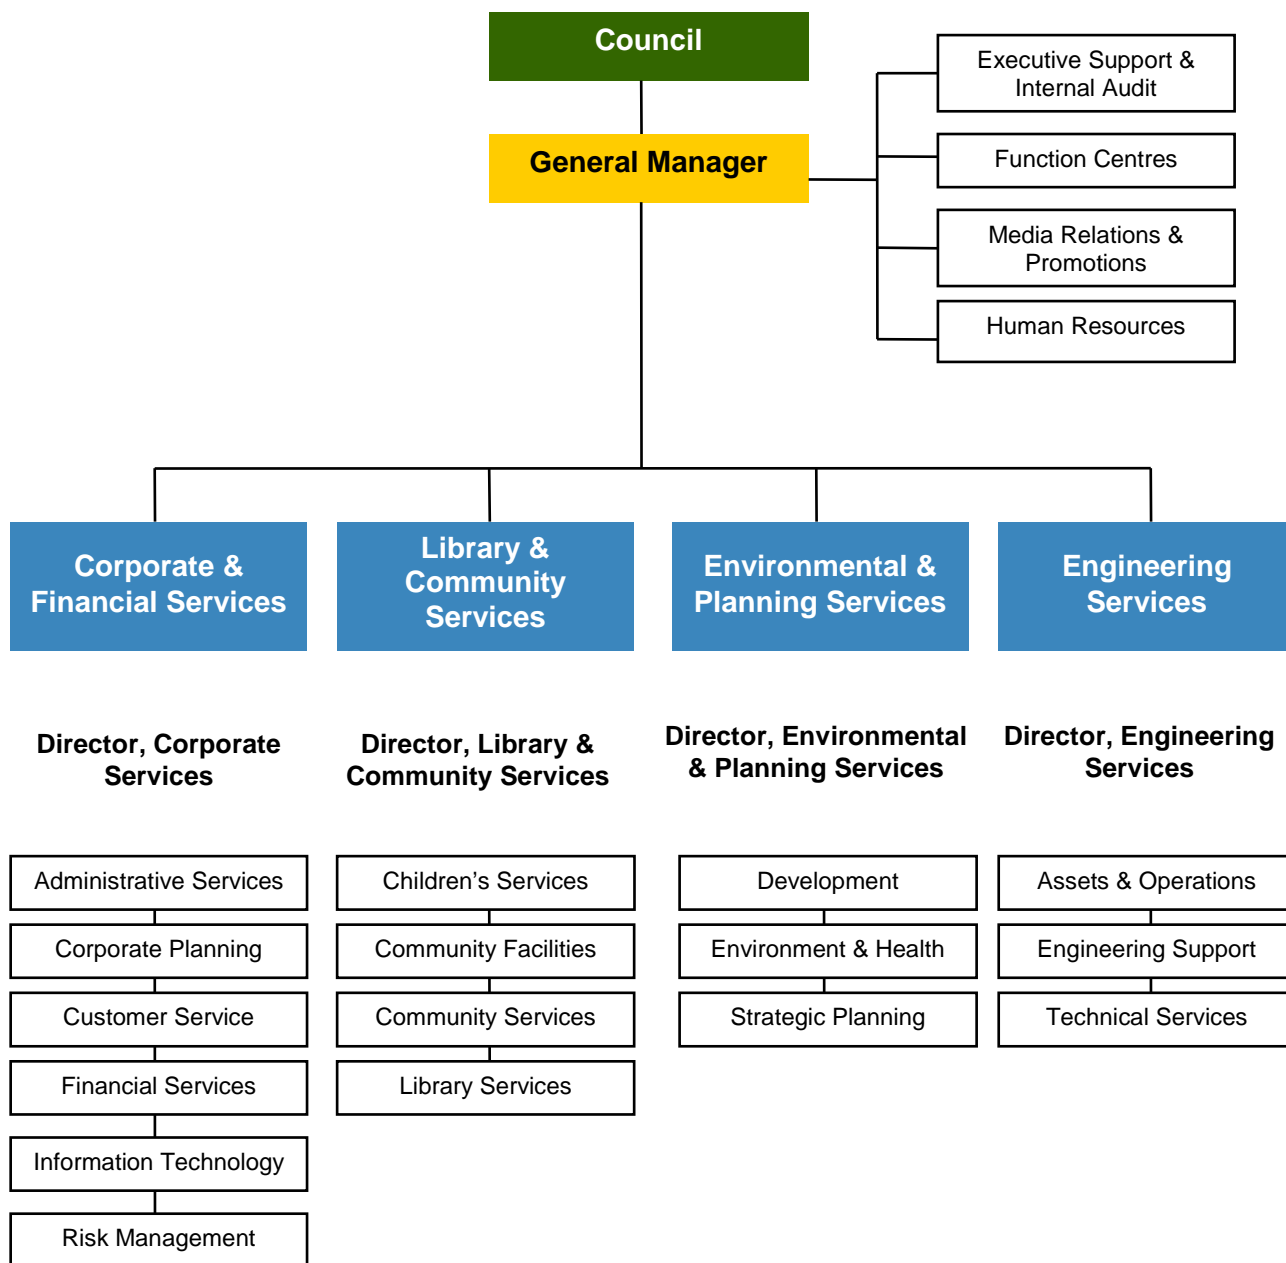 Council
General Manager
Executive Support &
Internal Audit
Function Centres
Media Relations &
Promotions
Human Resources
Corporate &
Financial Services
Library &
Community
Services
Environmental &
Planning Services
Engineering
Services
Director, Corporate
Services
Director, Library &
Community Services
Director, Environmental
& Planning Services
Director, Engineering
Services
Administrative Services
Corporate Planning
Customer Service
Financial Services
Information Technology
Risk Management
Children’s Services
Community Facilities
Community Services
Library Services
Development
Environment & Health
Strategic Planning
Assets & Operations
Engineering Support
Technical Services